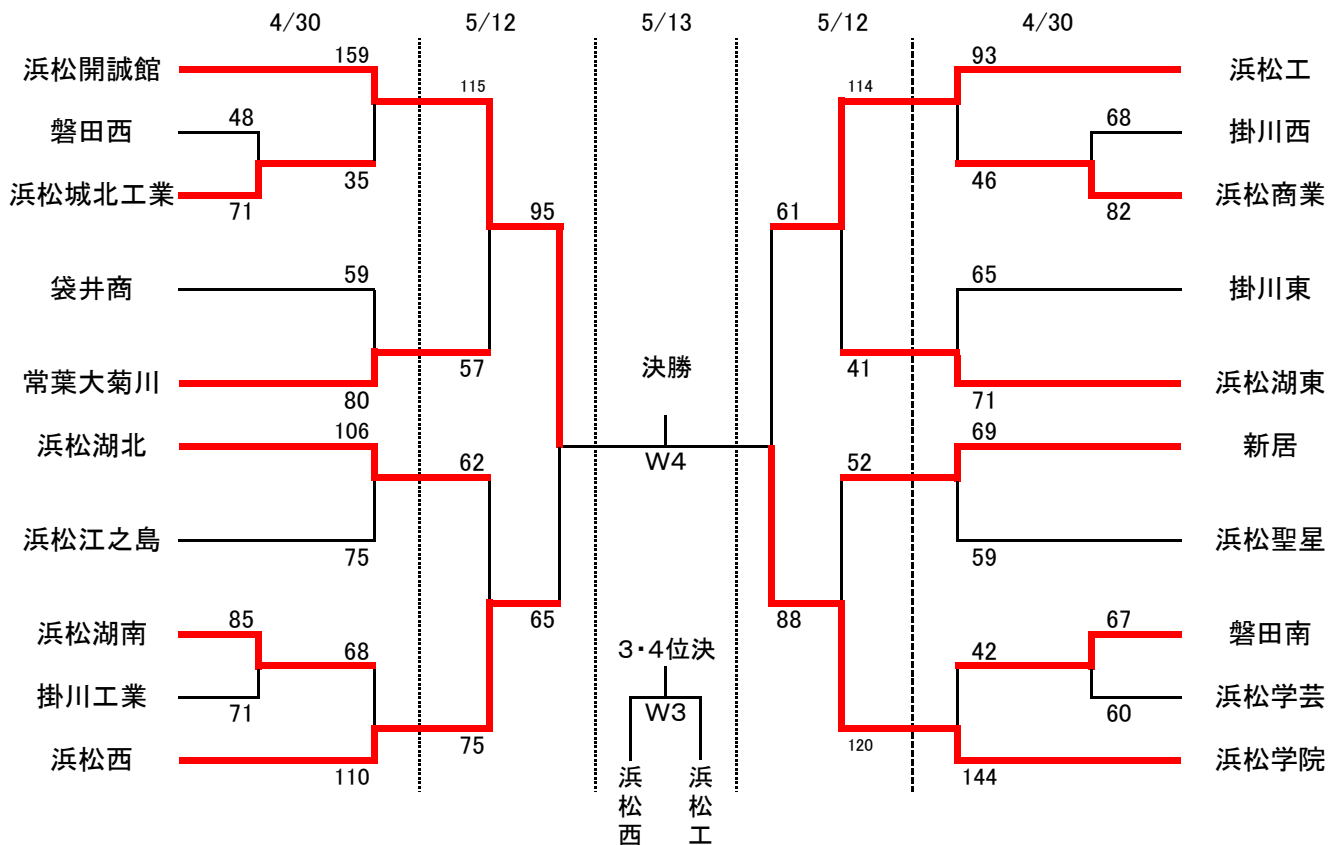 4/30 5/12 5/13 5/12 4/30
浜松開誠館 159 115 114 93 浜松工
磐田西 48 68 掛川西
浜松城北工業 71 35 46 82 浜松商業
95 61
袋井商 59 65 掛川東
常葉大菊川 80 57 41 71 浜松湖東
決勝
W4
浜松湖北 106 62 52 69 新居
浜松江之島 75 59 浜松聖星
65 88
浜松湖南 85 68 42 67 磐田南
3・4位決
掛川工業 71 60 浜松学芸
W3
浜松西 110 75 120 144 浜松学院
浜松西
浜松工